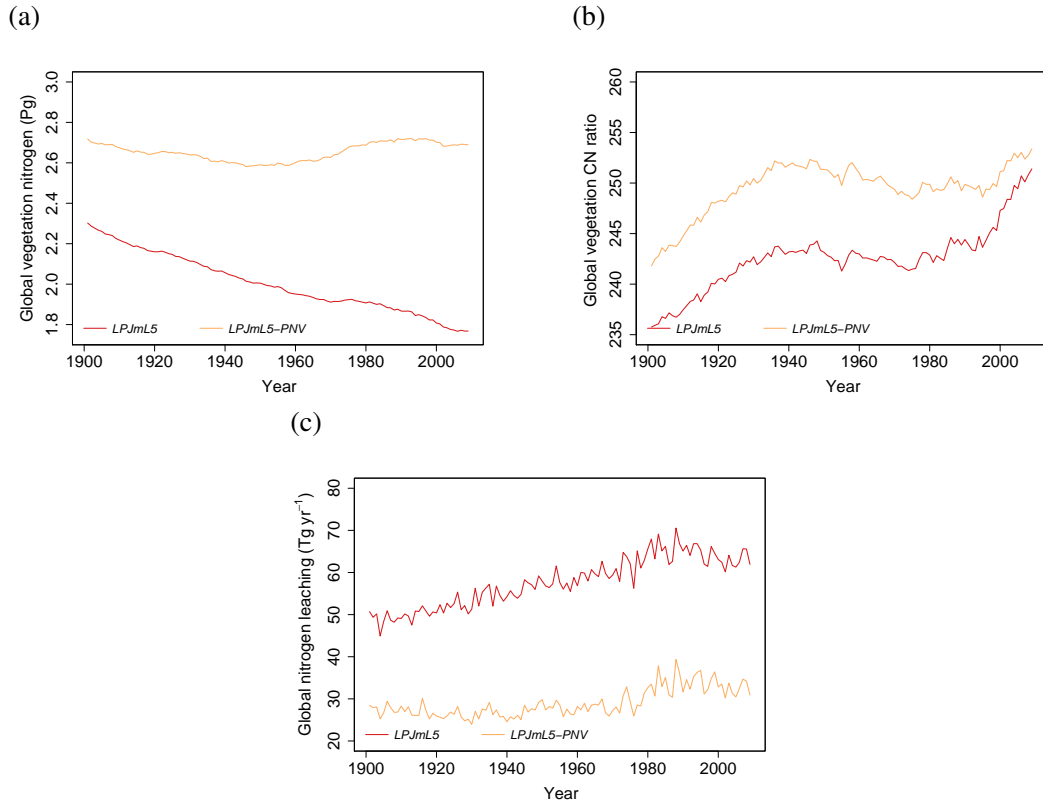 (a)
(b)
Global vegetation nitrogen (Pg)
3.0
2.8
2.6
2.4
2.2
2.0
1.8
LPJmL5
LPJmL5−PNV
1900
1920
1940
1960
1980
2000
Year
Global vegetation CN ratio
260
255
250
245
240
235
LPJmL5
LPJmL5−PNV
1900
1920
1940
1960
1980
2000
Year
(c)
Global nitrogen leaching (Tg yr⁻¹)
80
70
60
50
40
30
20
LPJmL5
LPJmL5−PNV
1900
1920
1940
1960
1980
2000
Year